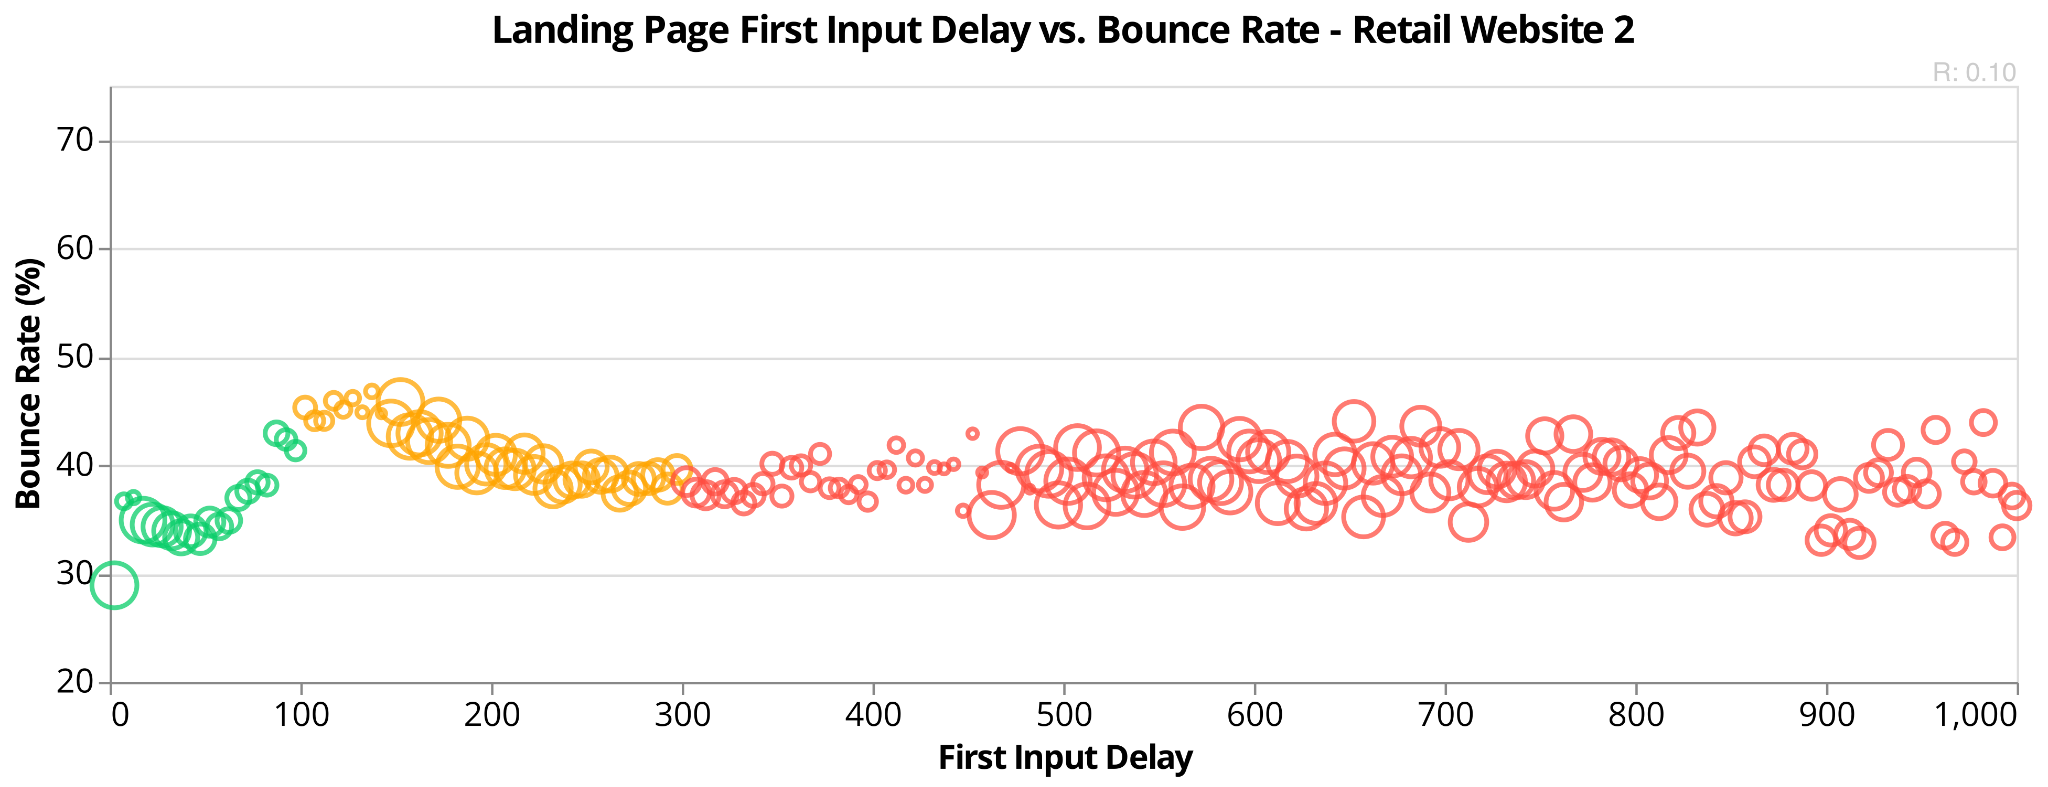 Landing Page First Input Delay vs. Bounce Rate - Retail Website 2
R: 0.10
Bounce Rate (%)
70
60
50
40
30
20
0 100 200 300 400 500 600 700 800 900 1,000
First Input Delay